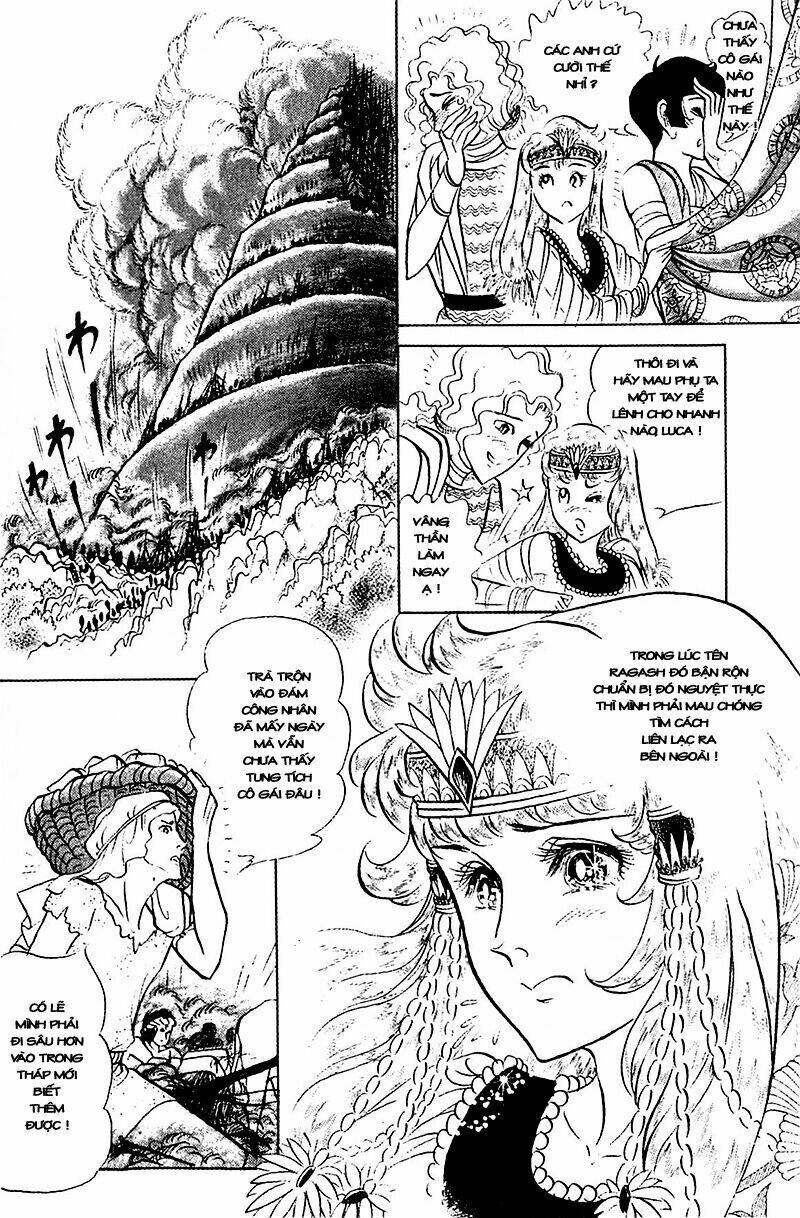 CHƯA
THẤY
CÔ GÁI
NÀO
NHƯ
THẾ
NÀY !
CÁC ANH CỨ
CƯỜI THẾ
NHỈ ?
わ
わ
わ
THÔI ĐI VÀ
HÃY MAU PHỤ TA
MỘT TAY ĐỂ
LÊNH CHO NHANH
NÀO LUCA !
VÂNG
THẦN
LÀM
NGAY
Ạ !
TRONG LÚC TÊN
RAGASH ĐÓ BẬN RỘN
CHUẨN BỊ ĐÓ NGUYỆT THỰC
THÌ MÌNH PHẢI MAU CHÓNG
TÌM CÁCH
LIÊN LẠC RA
BÊN NGOÀI !
TRÀ TRỘN
VÀO ĐÁM
CÔNG NHÂN
ĐÃ MẤY NGÀY
MÀ VẪN
CHƯA THẤY
TUNG TÍCH
CÔ GÁI ĐÂU !
CÓ LẼ
MÌNH PHẢI
ĐI SÂU HƠN
VÀO TRONG
THÁP MỚI
BIẾT
THÊM
ĐƯỢC !